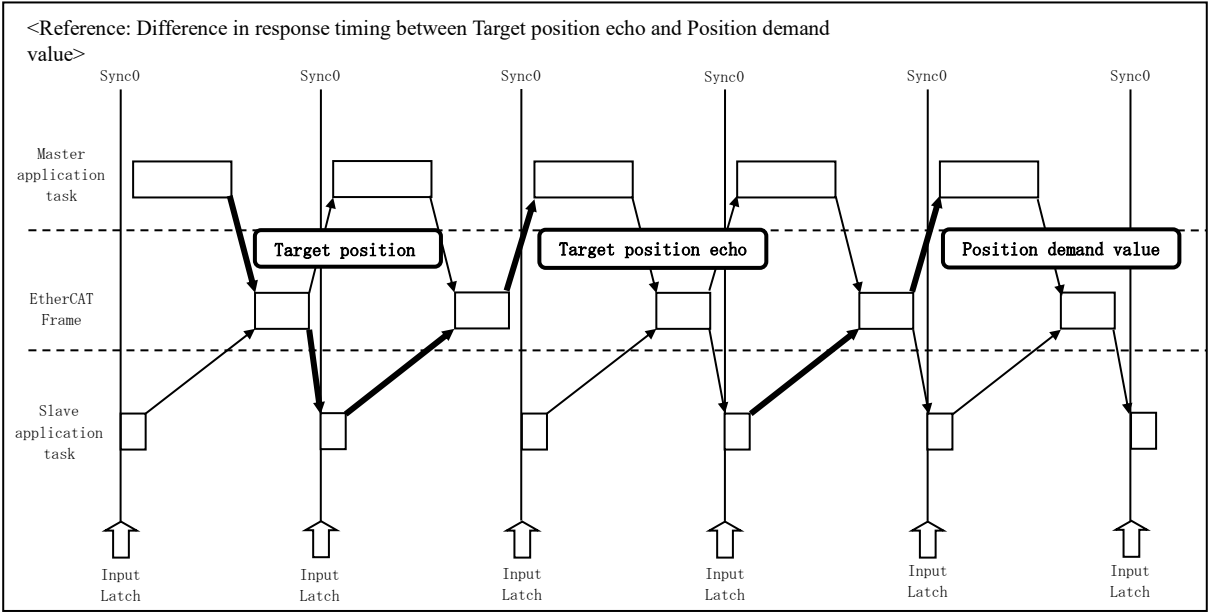 <Reference: Difference in response timing between Target position echo and Position demand
value>
Sync0 Sync0 Sync0 Sync0 Sync0 Sync0
Master
application
task
Target position Target position echo Position demand value
EtherCAT
Frame
Slave
application
task
Input Input Input Input Input Input
Latch Latch Latch Latch Latch Latch